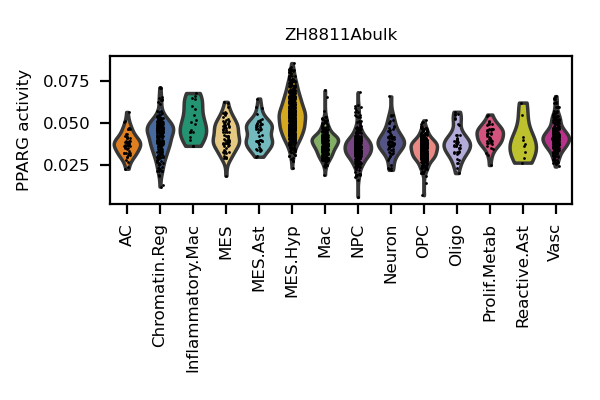 ZH8811Abulk
PPARG activity
0.075
0.050
0.025
AC
Chromatin.Reg
Inflammatory.Mac
MES
MES.Ast
MES.Hyp
Mac
NPC
Neuron
OPC
Oligo
Prolif.Metab
Reactive.Ast
Vasc